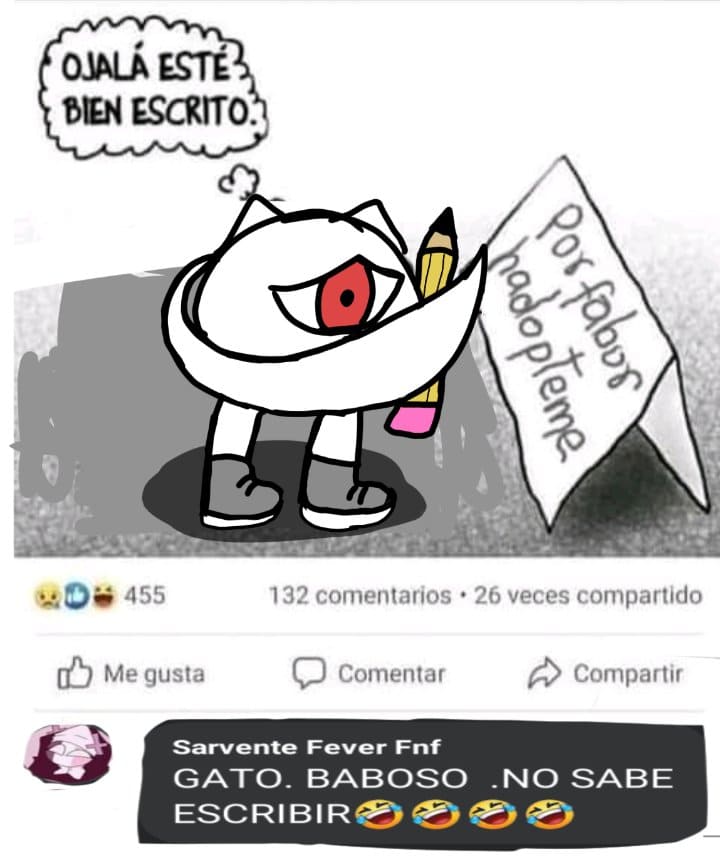 OJALÁ ESTÉ
BIEN ESCRITO.
Por fabor
hadopteme
455
132 comentarios • 26 veces compartido
Me gusta
Comentar
Compartir
Sarvente Fever Fnf
GATO. BABOSO .NO SABE
ESCRIBIR🤣🤣🤣🤣